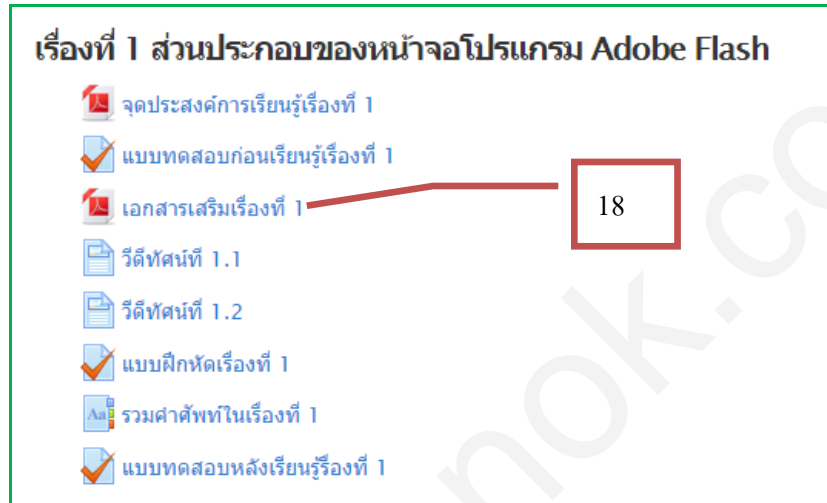 เรื่องที่ 1 ส่วนประกอบของหน้าจอโปรแกรม Adobe Flash
จุดประสงค์การเรียนรู้เรื่องที่ 1
แบบทดสอบก่อนเรียนรู้เรื่องที่ 1
เอกสารเสริมเรื่องที่ 1
18
วีดีทัศน์ที่ 1.1
วีดีทัศน์ที่ 1.2
แบบฝึกหัดเรื่องที่ 1
Aa
รวมคำศัพท์ในเรื่องที่ 1
แบบทดสอบหลังเรียนรู้รื่องที่ 1
nok.co